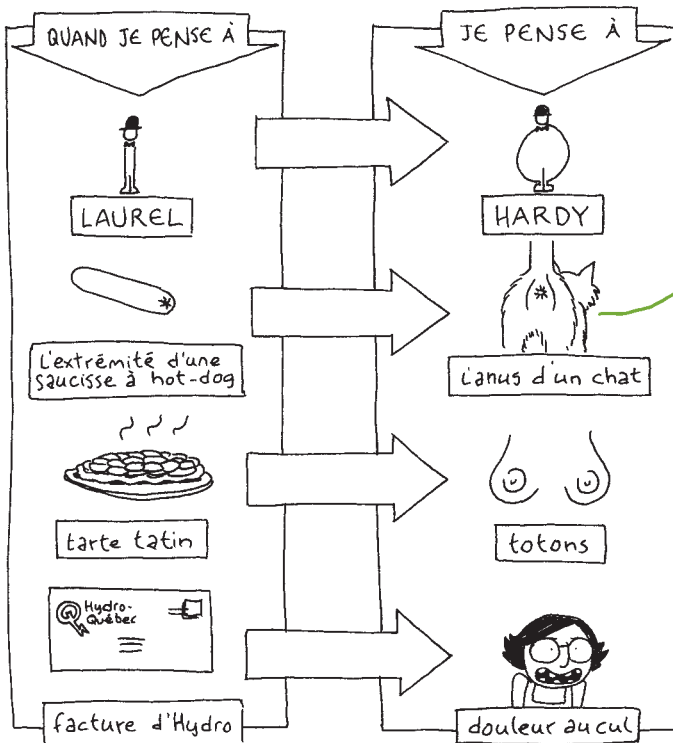 QUAND JE PENSE À
JE PENSE À
LAUREL
HARDY
L'extrémité d'une
saucisse à hot-dog
L'anus d'un chat
tarte tatin
totons
Hydro-
Québec
facture d'Hydro
douleur au cul